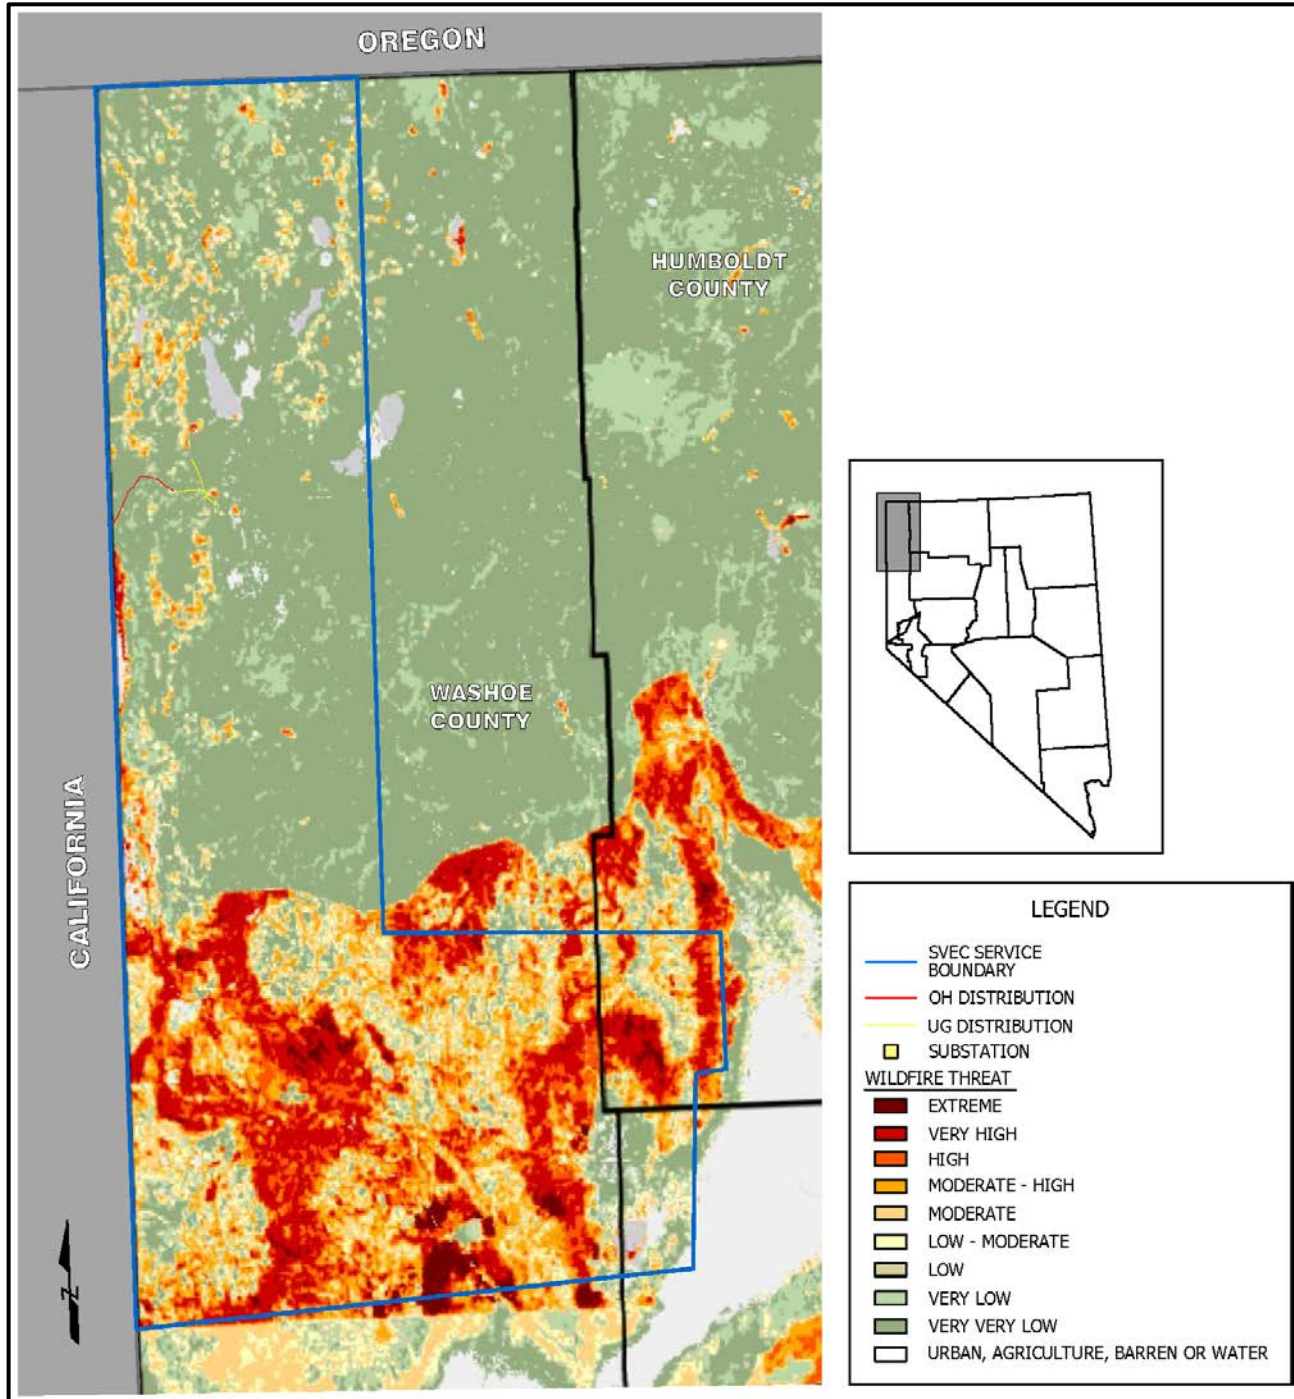 OREGON
HUMBOLDT
COUNTY
WASHOE
COUNTY
CALIFORNIA
N
LEGEND
SVEC SERVICE
BOUNDARY
OH DISTRIBUTION
UG DISTRIBUTION
SUBSTATION
WILDFIRE THREAT
EXTREME
VERY HIGH
HIGH
MODERATE - HIGH
MODERATE
LOW - MODERATE
LOW
VERY LOW
VERY VERY LOW
URBAN, AGRICULTURE, BARREN OR WATER